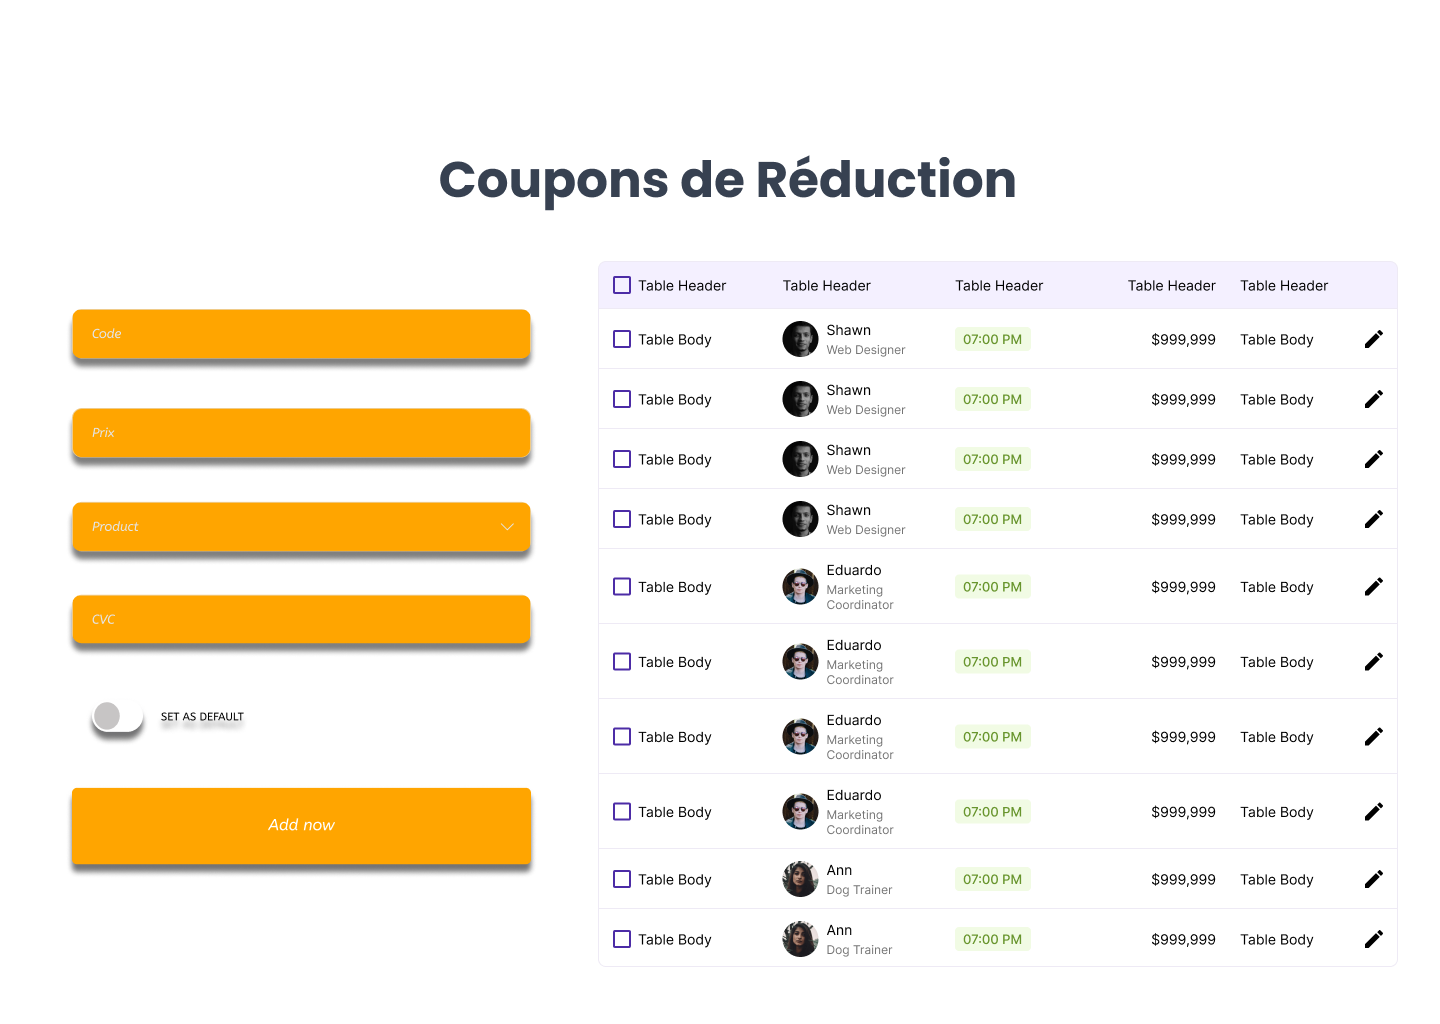 Coupons de Réduction
Code
Prix
Product
CVC
SET AS DEFAULT
Add now
Table Header Table Header Table Header Table Header Table Header
Table Body Shawn 07:00 PM $999,999 Table Body
Web Designer
Table Body Shawn 07:00 PM $999,999 Table Body
Web Designer
Table Body Shawn 07:00 PM $999,999 Table Body
Web Designer
Table Body Shawn 07:00 PM $999,999 Table Body
Web Designer
Table Body Eduardo 07:00 PM $999,999 Table Body
Marketing
Coordinator
Table Body Eduardo 07:00 PM $999,999 Table Body
Marketing
Coordinator
Table Body Eduardo 07:00 PM $999,999 Table Body
Marketing
Coordinator
Table Body Eduardo 07:00 PM $999,999 Table Body
Marketing
Coordinator
Table Body Ann 07:00 PM $999,999 Table Body
Dog Trainer
Table Body Ann 07:00 PM $999,999 Table Body
Dog Trainer